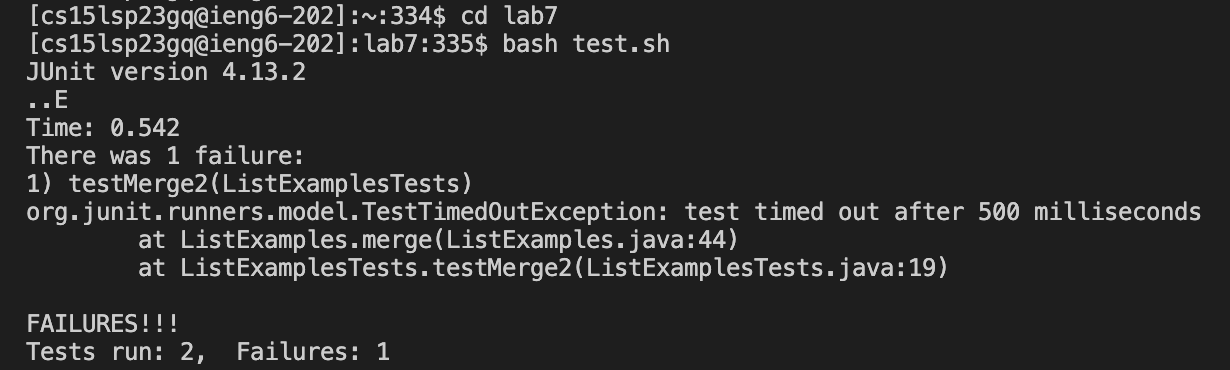 [cs15lsp23gq@ieng6-202]:~:334$ cd lab7
[cs15lsp23gq@ieng6-202]:lab7:335$ bash test.sh
JUnit version 4.13.2
..E
Time: 0.542
There was 1 failure:
1) testMerge2(ListExamplesTests)
org.junit.runners.model.TestTimedOutException: test timed out after 500 milliseconds
        at ListExamples.merge(ListExamples.java:44)
        at ListExamplesTests.testMerge2(ListExamplesTests.java:19)

FAILURES!!!
Tests run: 2,  Failures: 1